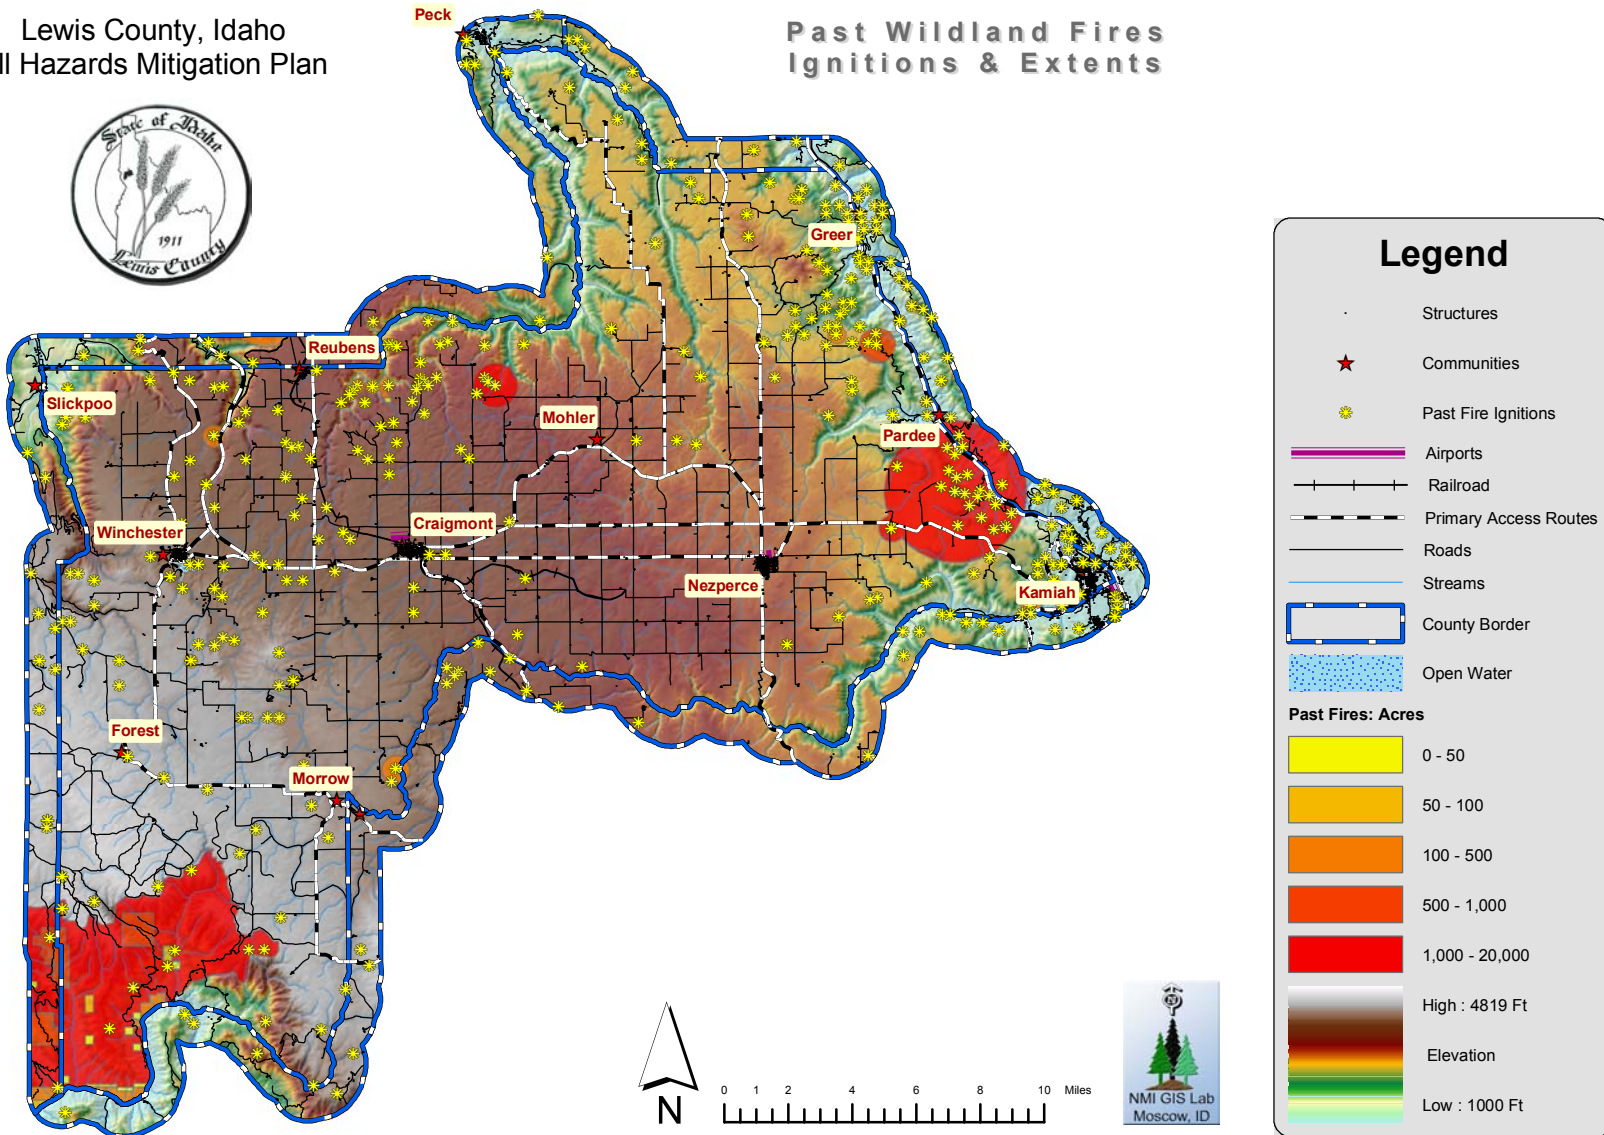 Lewis County, Idaho
ll Hazards Mitigation Plan
Past Wildland Fires
Ignitions & Extents
State of Idaho
1911
Lewis County
Peck
Greer
Reubens
Slickpoo
Mohler
Pardee
Winchester
Craigmont
Nezperce
Kamiah
Forest
Morrow
Legend
Structures
Communities
Past Fire Ignitions
Airports
Railroad
Primary Access Routes
Roads
Streams
County Border
Open Water
Past Fires: Acres
0 - 50
50 - 100
100 - 500
500 - 1,000
1,000 - 20,000
High : 4819 Ft
Elevation
Low : 1000 Ft
N
0 1 2 4 6 8 10 Miles
N
NMI GIS Lab
Moscow, ID